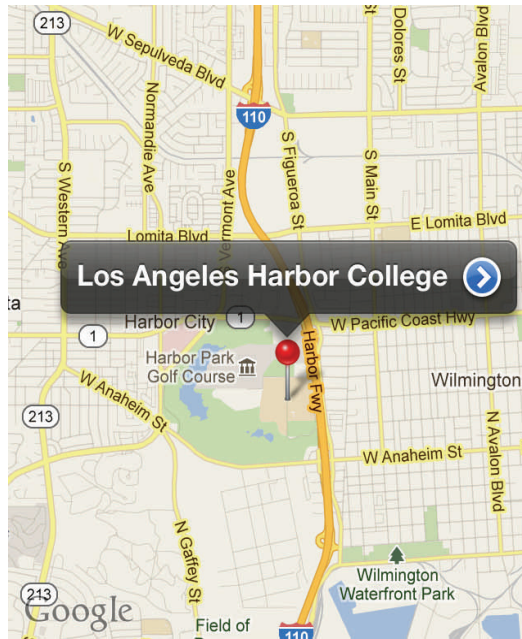 213
W Sepulveda Blvd
Dolores St
Avalon Blvd
110
Normandie Ave
S Western Ave
Vermont Ave
S Figueroa St
S Main St
E Lomita Blvd
Lomita Blvd
Los Angeles Harbor College
ta
Harbor City
1
W Pacific Coast Hwy
1
Harbor Park
Golf Course
Harbor Fwy
Wilmington
W Anaheim St
213
W Anaheim St
N Avalon Blvd
N Gaffey St
Wilmington
Waterfront Park
213
Google
Field of
110